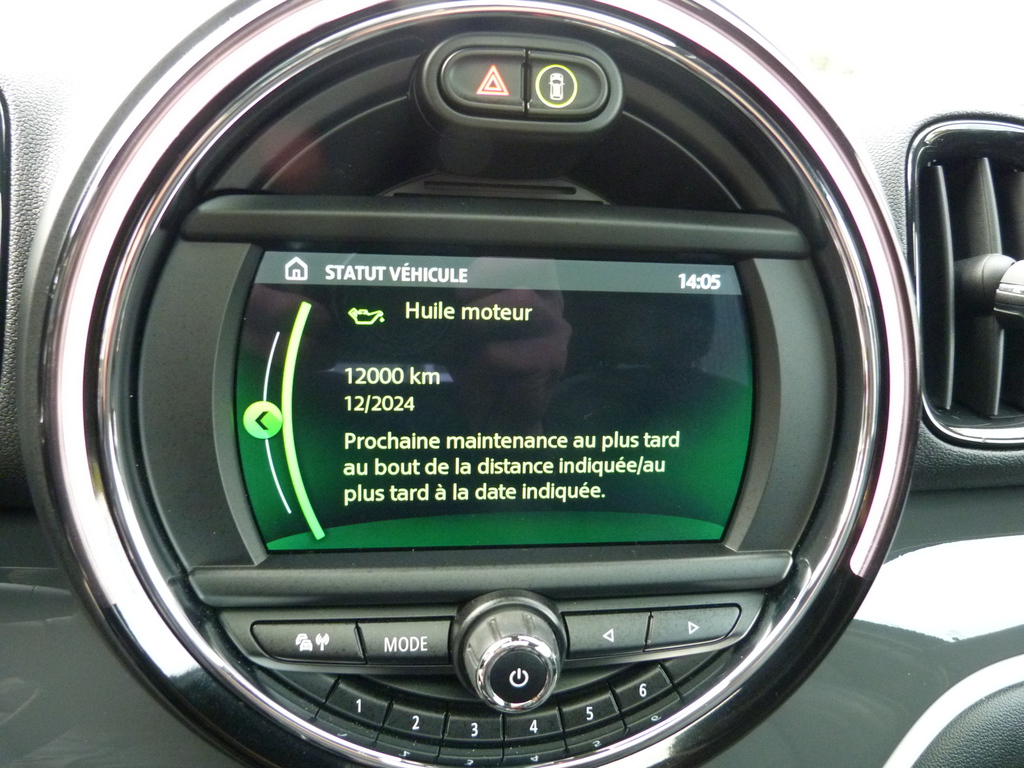 STATUT VÉHICULE 14:05
Huile moteur
12000 km
12/2024
Prochaine maintenance au plus tard
au bout de la distance indiquée/au
plus tard à la date indiquée.
MODE
1 2 3 4 5 6